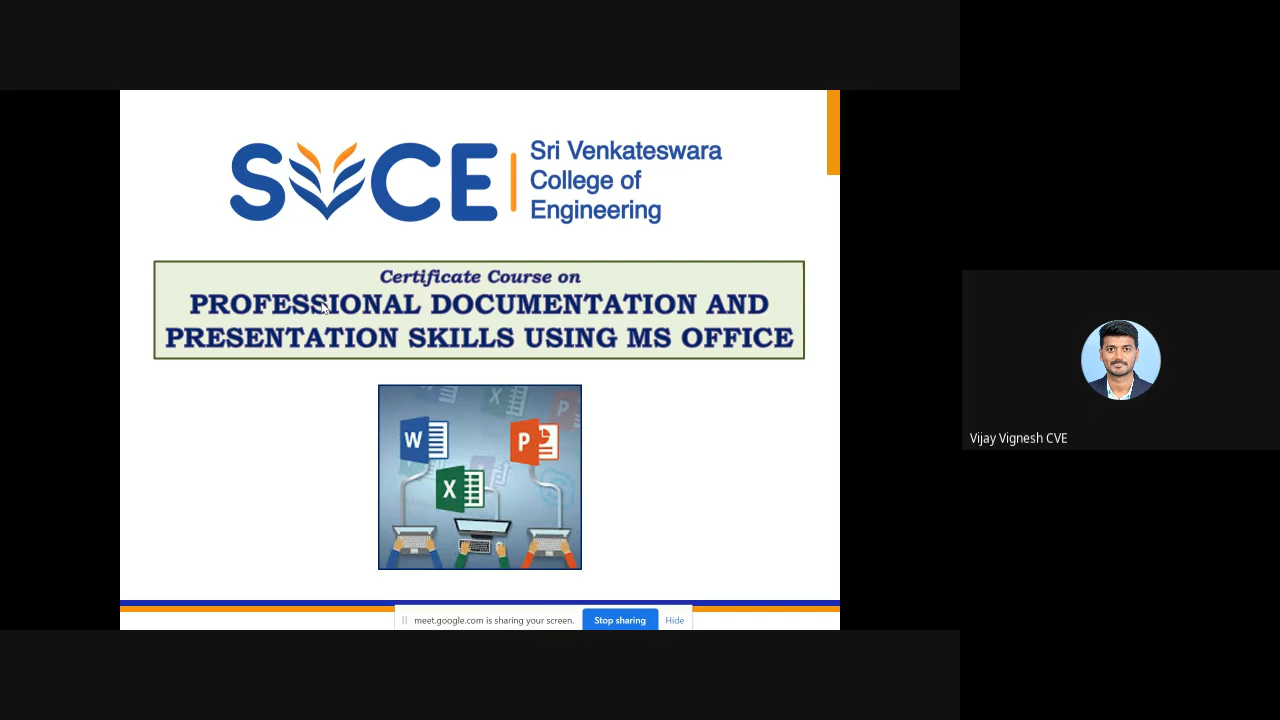 SVCE
Sri Venkateswara
College of
Engineering
Certificate Course on
PROFESSIONAL DOCUMENTATION AND
PRESENTATION SKILLS USING MS OFFICE
W
P
X
X
P
meet.google.com is sharing your screen.
Stop sharing
Hide
Vijay Vignesh CVE